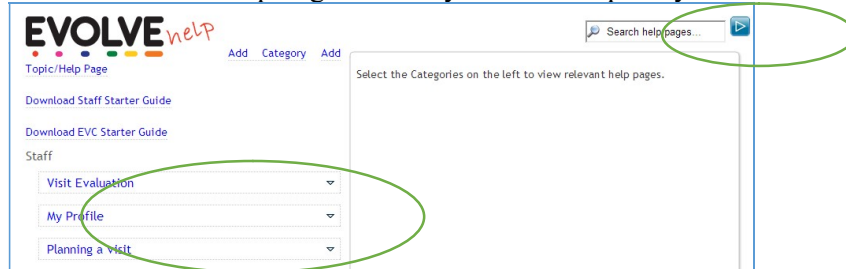 EVOLVE help
Search help pages...
Add Category Add
Topic/Help Page
Select the Categories on the left to view relevant help pages.
Download Staff Starter Guide
Download EVC Starter Guide
Staff
Visit Evaluation
My Profile
Planning a visit